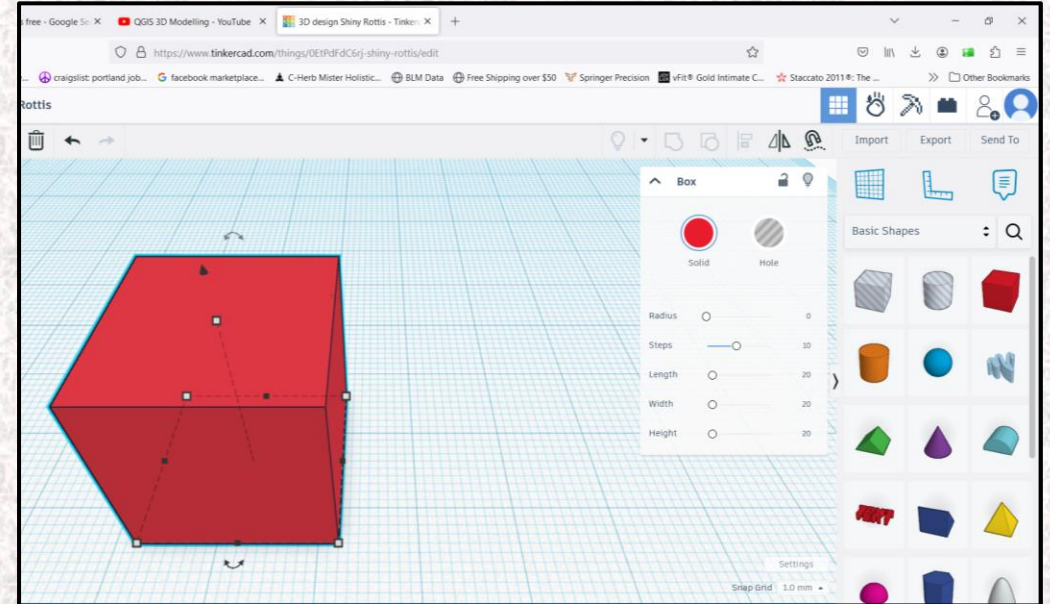 free - Google Se
QGIS 3D Modelling - YouTube
3D design Shiny Rottis - Tinker
https://www.tinkercad.com/things/0EtPdFdC6rj-shiny-rottis/edit
craigslist: portland job...
facebook marketplace...
C-Herb Mister Holistic...
BLM Data
Free Shipping over $50
Springer Precision
vFit® Gold Intimate C...
Staccato 2011®: The ...
Other Bookmarks
Rottis
Import
Export
Send To
Box
Solid
Hole
Radius 0
Steps 10
Length 20
Width 20
Height 20
Basic Shapes
TEXT
Settings
Snap Grid 1.0 mm